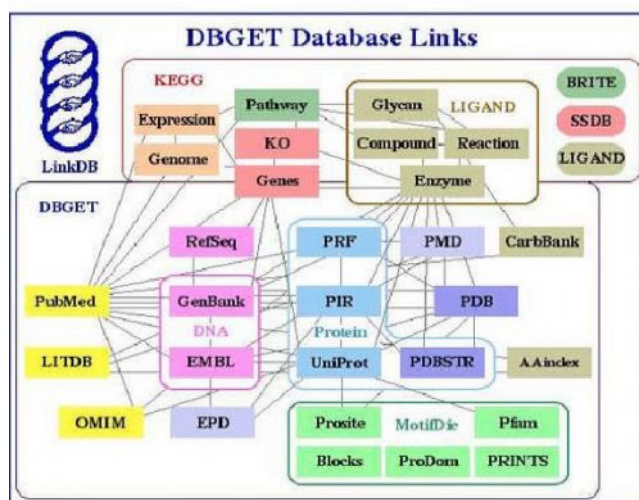 DBGET Database Links
LinkDB
KEGG
BRITE
SSDB
LIGAND
Pathway
Glycan
LIGAND
Expression
KO
Compound
Reaction
Genome
Genes
Enzyme
DBGET
RefSeq
PRF
PMD
CarbBank
PubMed
GenBank
PIR
PDB
DNA
Protein
LITDB
EMBL
UniProt
PDBSTR
AAindex
OMIM
EPD
Prosite
MotifDic
Pfam
Blocks
ProDom
PRINTS